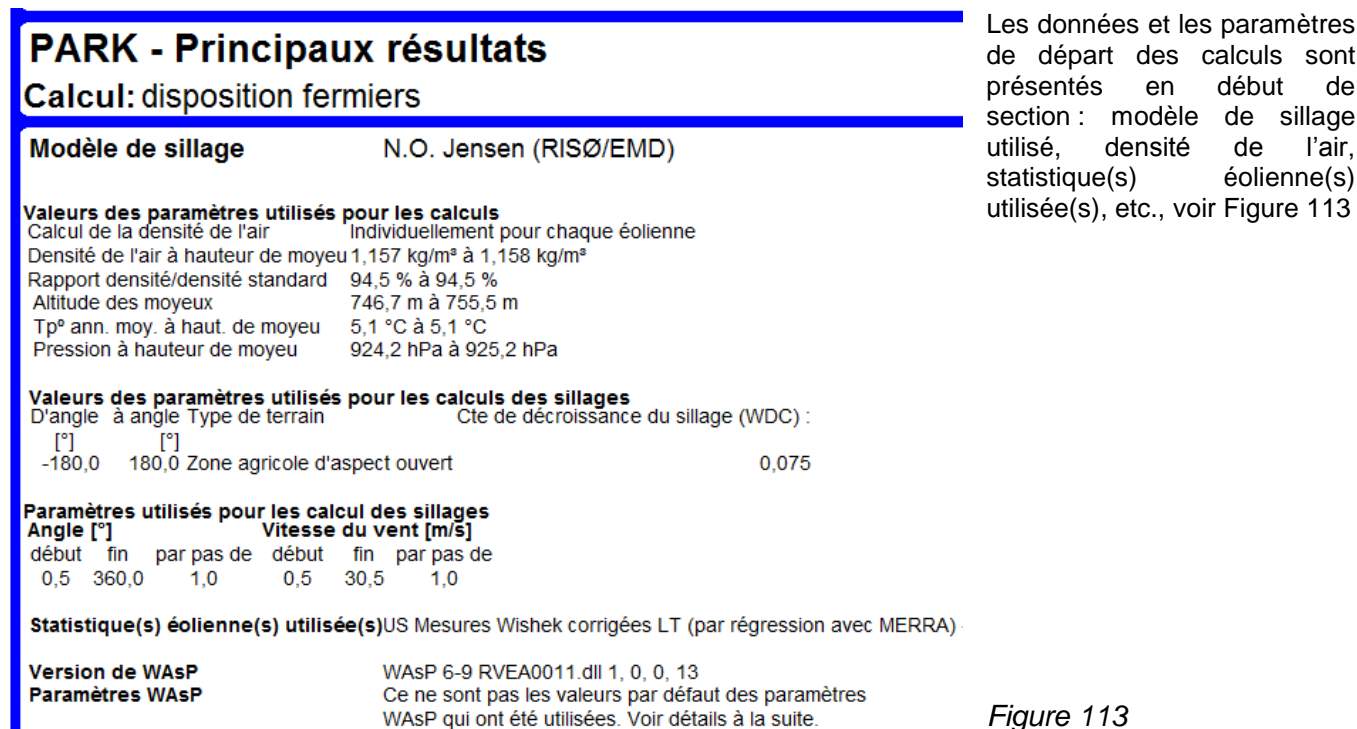 PARK - Principaux résultats
Calcul: disposition fermiers
Modèle de sillage N.O. Jensen (RISØ/EMD)
Valeurs des paramètres utilisés pour les calculs
Calcul de la densité de l'air Individuellement pour chaque éolienne
Densité de l'air à hauteur de moyeu 1,157 kg/m³ à 1,158 kg/m³
Rapport densité/densité standard 94,5 % à 94,5 %
Altitude des moyeux 746,7 m à 755,5 m
Tpº ann. moy. à haut. de moyeu 5,1 °C à 5,1 °C
Pression à hauteur de moyeu 924,2 hPa à 925,2 hPa
Valeurs des paramètres utilisés pour les calculs des sillages
D'angle à angle Type de terrain Cte de décroissance du sillage (WDC) :
[°] [°]
-180,0 180,0 Zone agricole d'aspect ouvert 0,075
Paramètres utilisés pour les calcul des sillages
Angle [°] Vitesse du vent [m/s]
début fin par pas de début fin par pas de
0,5 360,0 1,0 0,5 30,5 1,0
Statistique(s) éolienne(s) utilisée(s) US Mesures Wishek corrigées LT (par régression avec MERRA) -
Version de WAsP WAsP 6-9 RVEA0011.dll 1, 0, 0, 13
Paramètres WAsP Ce ne sont pas les valeurs par défaut des paramètres
WAsP qui ont été utilisées. Voir détails à la suite.
Les données et les paramètres
de départ des calculs sont
présentés en début de
section : modèle de sillage
utilisé, densité de l'air,
statistique(s) éolienne(s)
utilisée(s), etc., voir Figure 113
Figure 113